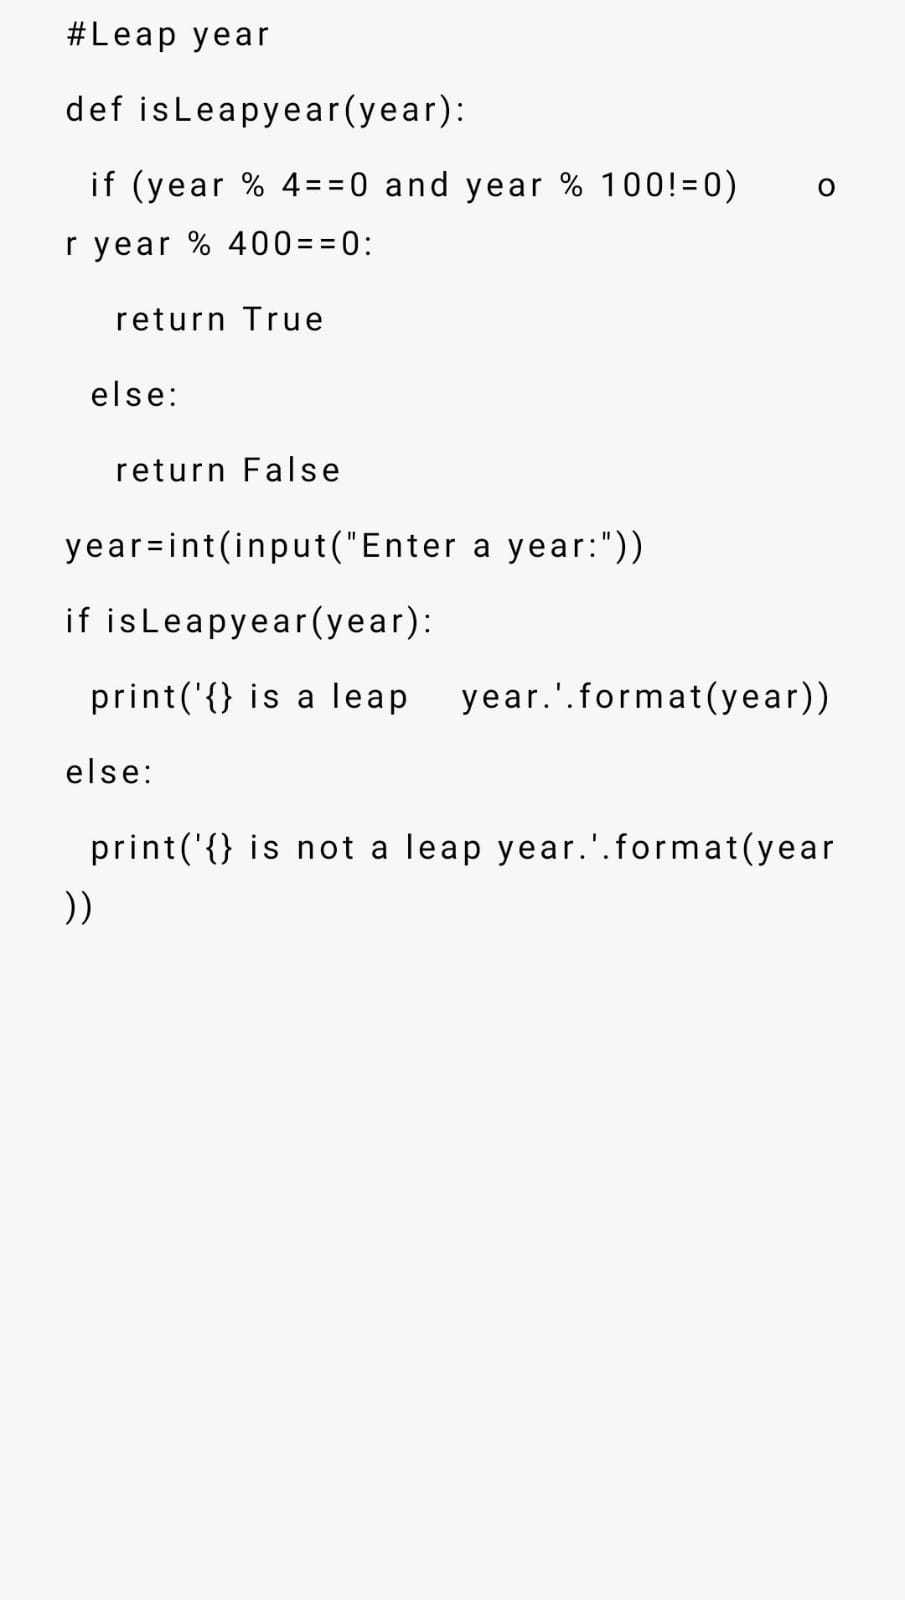 #Leap year
def isLeapyear(year):
  if (year % 4==0 and year % 100!=0)     o
r year % 400==0:
    return True
  else:
    return False
year=int(input("Enter a year:"))
if isLeapyear(year):
  print('{} is a leap   year.'.format(year))
else:
  print('{} is not a leap year.'.format(year
))